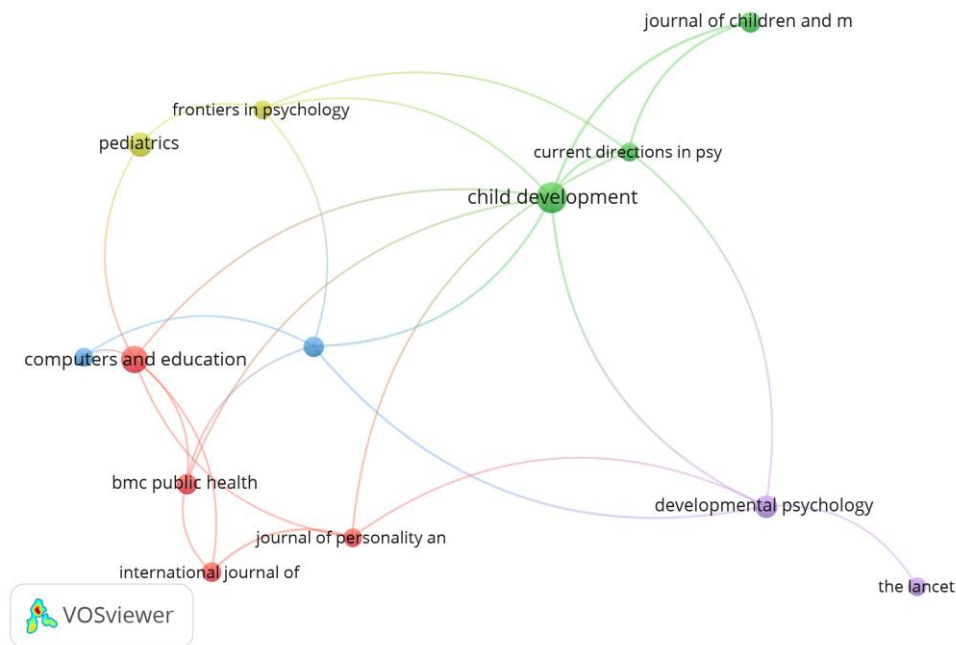 journal of children and m
frontiers in psychology
pediatrics
current directions in psy
child development
computers and education
bmc public health
developmental psychology
journal of personality an
international journal of
the lancet
VOSviewer